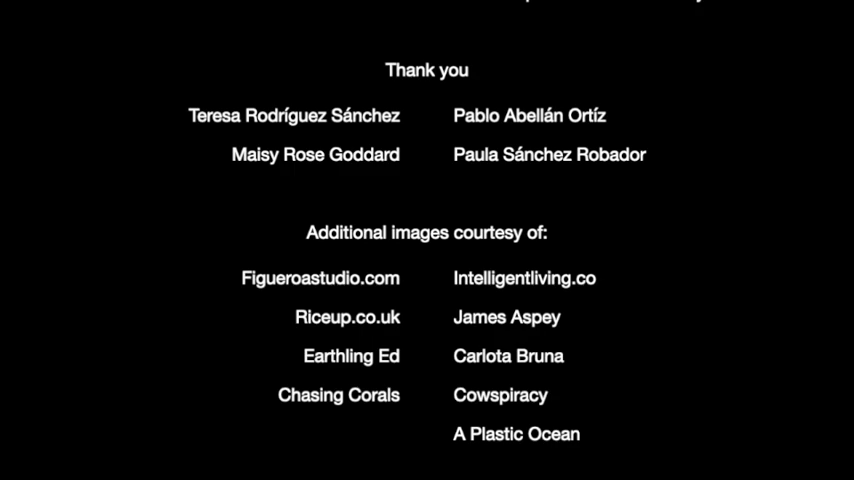 Thank you
Teresa Rodríguez Sánchez Pablo Abellán Ortíz
Maisy Rose Goddard Paula Sánchez Robador
Additional images courtesy of:
Figueroastudio.com Intelligentliving.co
Riceup.co.uk James Aspey
Earthling Ed Carlota Bruna
Chasing Corals Cowspiracy
A Plastic Ocean